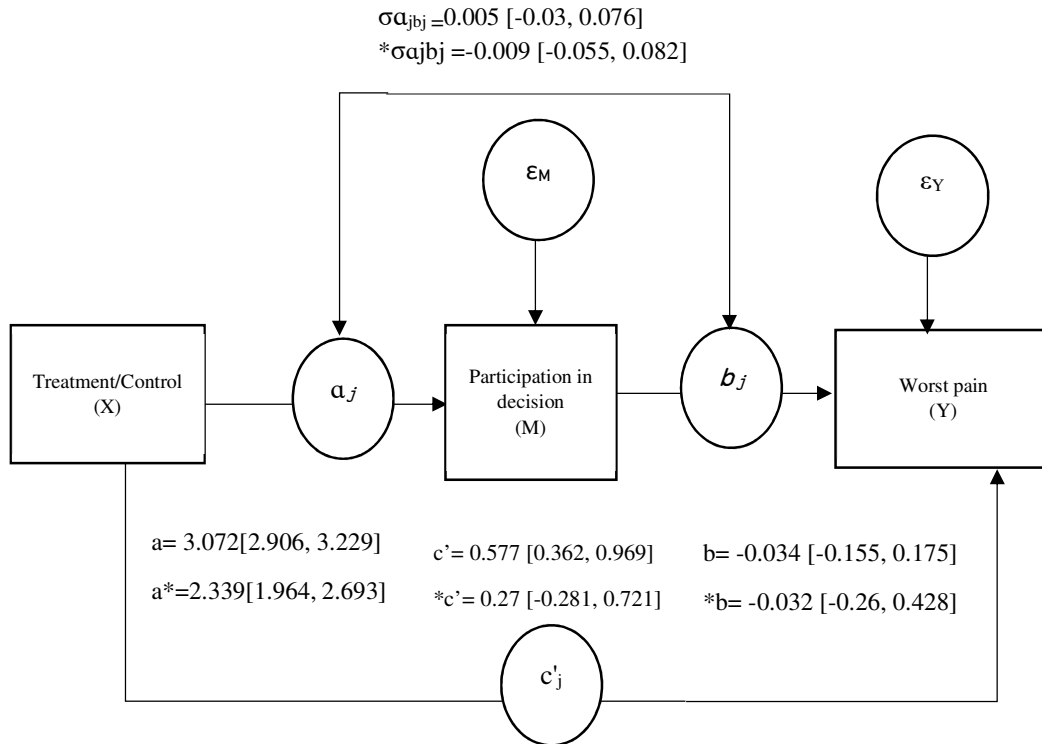 σɑjbj =0.005 [-0.03, 0.076]
*σɑjbj =-0.009 [-0.055, 0.082]
εM
εY
Treatment/Control
(X)
ɑj
Participation in
decision
(M)
bj
Worst pain
(Y)
a= 3.072[2.906, 3.229]
a*=2.339[1.964, 2.693]
c’= 0.577 [0.362, 0.969]
*c’= 0.27 [-0.281, 0.721]
b= -0.034 [-0.155, 0.175]
*b= -0.032 [-0.26, 0.428]
c'j